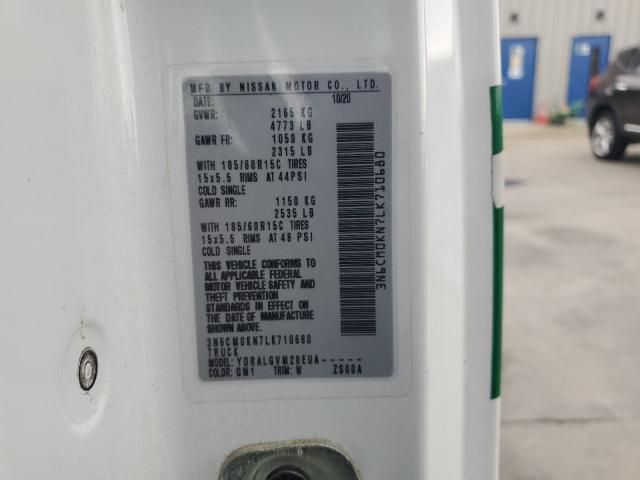 MFD. BY NISSAN MOTOR CO., LTD.
DATE: 10/20
GVWR: 2165 KG
4773 LB
GAWR FR: 1050 KG
2315 LB
WITH 185/60R15C TIRES
15x5.5 RIMS AT 44PSI
COLD SINGLE
GAWR RR: 1150 KG
2535 LB
WITH 185/60R15C TIRES
15x5.5 RIMS AT 48 PSI
COLD SINGLE
THIS VEHICLE CONFORMS TO
ALL APPLICABLE FEDERAL
MOTOR VEHICLE SAFETY AND
THEFT PREVENTION
STANDARDS IN EFFECT ON THE
DATE OF MANUFACTURE
SHOWN ABOVE.
3N6CM0KN7LK710680
TRUCK
MODEL: YDRALGVM20EUA-----
COLOR: QM1 TRIM: W ZS00A
3N6CM0KN7LK710680